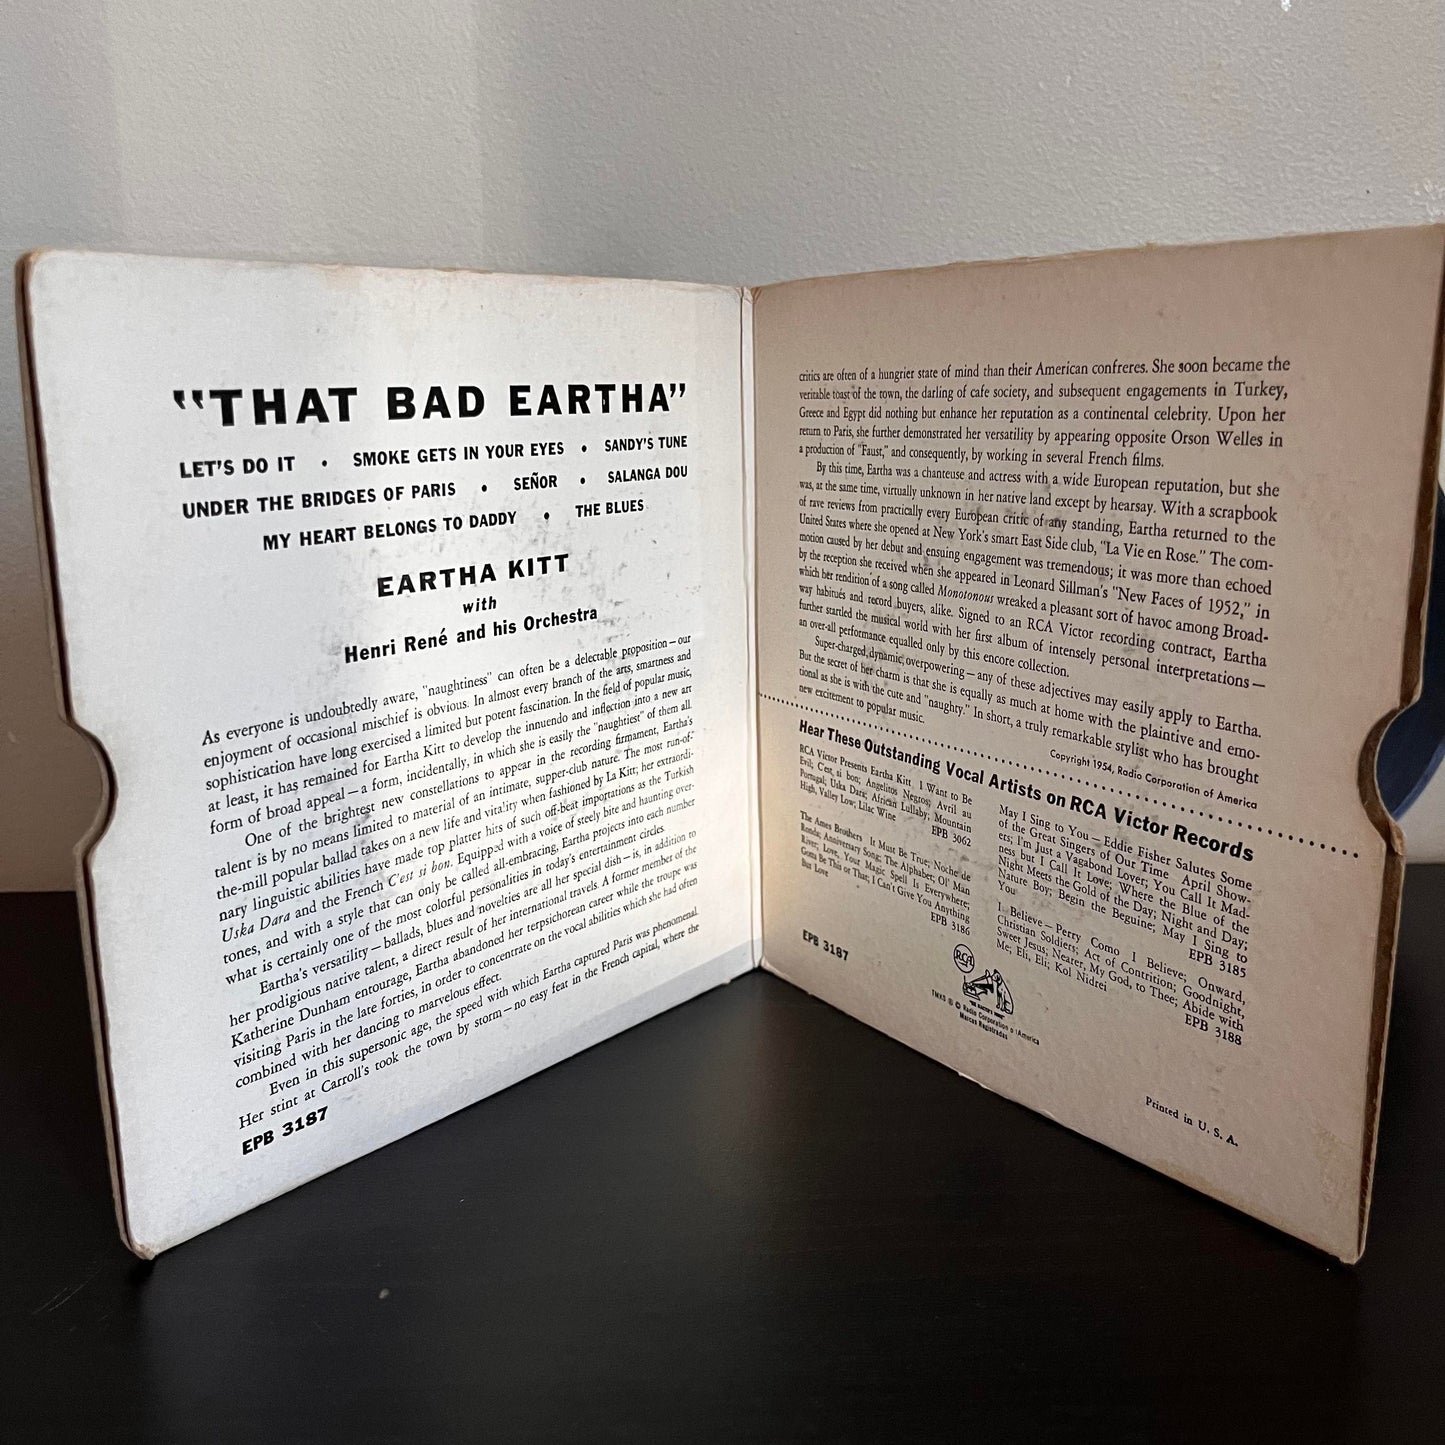 "THAT BAD EARTHA"
LET'S DO IT • SMOKE GETS IN YOUR EYES • SANDY'S TUNE
UNDER THE BRIDGES OF PARIS • SEÑOR • SALANGA DOU
MY HEART BELONGS TO DADDY • THE BLUES
EARTHA KITT
with
Henri René and his Orchestra
As everyone is undoubtedly aware, "naughtiness" can often be a delectable proposition—our
enjoyment of occasional mischief is obvious. In almost every branch of the arts, smartness and
sophistication have long exercised a limited but potent fascination. In the field of popular music,
at least, it has remained for Eartha Kitt to develop the innuendo and inflection into a new art
form of broad appeal—a form, incidentally, in which she is easily the "naughtiest" of them all.
One of the brightest new constellations to appear in the recording firmament, Eartha's
talent is by no means limited to material of an intimate, supper-club nature. The most run-of-
the-mill popular ballad takes on a new life and vitality when fashioned by La Kitt; her extraordi-
nary linguistic abilities have made top platter hits of such off-beat importations as the Turkish
Uska Dara and the French C'est si bon. Equipped with a voice of steely bite and haunting over-
tones, and with a style that can only be called all-embracing, Eartha projects into each number
what is certainly one of the most colorful personalities in today's entertainment circles.
Eartha's versatility—ballads, blues and novelties are all her special dish—is, in addition to
her prodigious native talent, a direct result of her international travels. A former member of the
Katherine Dunham entourage, Eartha abandoned her terpsichorean career while the troupe was
visiting Paris in the late forties, in order to concentrate on the vocal abilities which she had often
combined with her dancing to marvelous effect.
Even in this supersonic age, the speed with which Eartha captured Paris was phenomenal.
Her stint at Carroll's took the town by storm—no easy feat in the French capital, where the
EPB 3187
critics are often of a hungrier state of mind than their American confreres. She soon became the
veritable toast of the town, the darling of cafe society, and subsequent engagements in Turkey,
Greece and Egypt did nothing but enhance her reputation as a continental celebrity. Upon her
return to Paris, she further demonstrated her versatility by appearing opposite Orson Welles in
a production of "Faust," and consequently, by working in several French films.
By this time, Eartha was a chanteuse and actress with a wide European reputation, but she
was, at the same time, virtually unknown in her native land except by hearsay. With a scrapbook
of rave reviews from practically every European critic of any standing, Eartha returned to the
United States where she opened at New York's smart East Side club, "La Vie en Rose." The com-
motion caused by her debut and ensuing engagement was tremendous; it was more than echoed
by the reception she received when she appeared in Leonard Sillman's "New Faces of 1952," in
which her rendition of a song called Monotonous wreaked a pleasant sort of havoc among Broad-
way habitués and record buyers, alike. Signed to an RCA Victor recording contract, Eartha
further startled the musical world with her first album of intensely personal interpretations—
an over-all performance equalled only by this encore collection.
Super-charged, dynamic, overpowering—any of these adjectives may easily apply to Eartha.
But the secret of her charm is that she is equally as much at home with the plaintive and emo-
tional as she is with the cute and "naughty." In short, a truly remarkable stylist who has brought
new excitement to popular music.
Copyright 1954, Radio Corporation of America
Hear These Outstanding Vocal Artists on RCA Victor Records
RCA Victor Presents Eartha Kitt I Want to Be
Evil; C'est si bon; Angelitos Negros; Avril au
Portugal; Uska Dara; African Lullaby; Mountain
High, Valley Low; Lilac Wine EPB 3062
The Ames Brothers It Must Be True; Noche de
Ronda; Anniversary Song; The Alphabet; Ol' Man
River; Love, Your Magic Spell Is Everywhere;
Gotta Be This or That; I Can't Give You Anything
But Love EPB 3186
May I Sing to You—Eddie Fisher Salutes Some
of the Great Singers of Our Time April Show-
ers; I'm Just a Vagabond Lover; You Call It Mad-
ness but I Call It Love; Where the Blue of the
Night Meets the Gold of the Day; Night and Day;
Nature Boy; Begin the Beguine; May I Sing to
You EPB 3185
I Believe—Perry Como I Believe; Onward,
Christian Soldiers; Act of Contrition; Goodnight,
Sweet Jesus; Nearer, My God, to Thee; Abide with
Me; Eli, Eli; Kol Nidrei EPB 3188
EPB 3187
RCA
"HIS MASTER'S VOICE"
TMKS ® © Radio Corporation of America
Marcas Registradas
Printed in U. S. A.